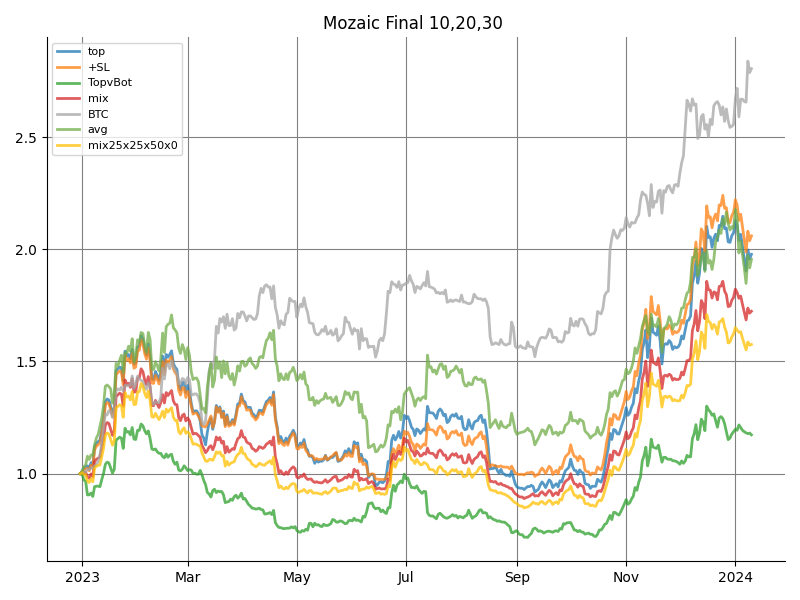 Mozaic Final 10,20,30
top
+SL
TopvBot
mix
BTC
avg
mix25x25x50x0
2.5
2.0
1.5
1.0
2023 Mar May Jul Sep Nov 2024